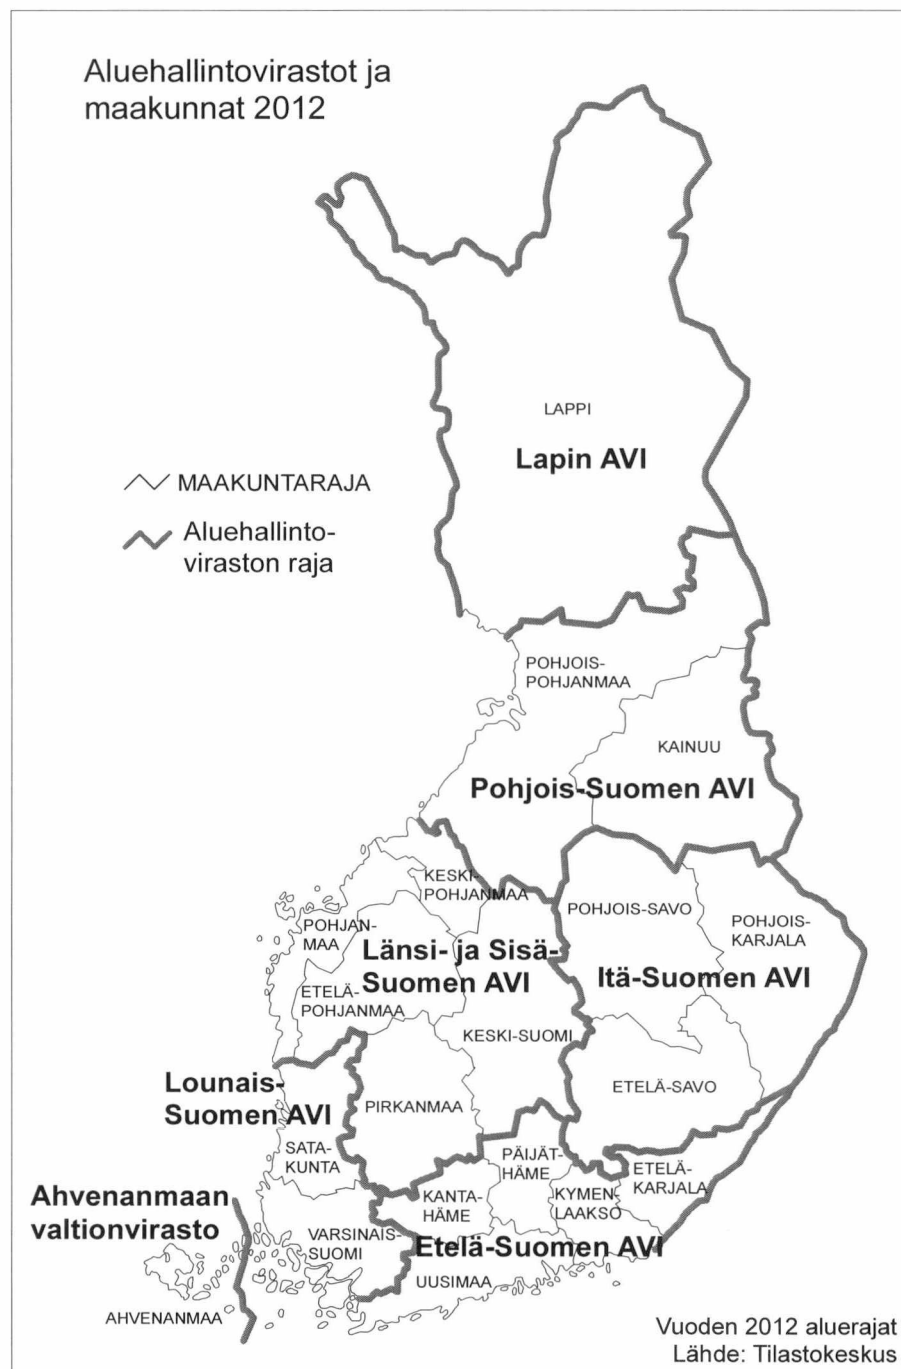 Aluehallintovirastot ja
maakunnat 2012
LAPPI
Lapin AVI
MAAKUNTARAJA
Aluehallinto-
viraston raja
POHJOIS-
POHJANMAA
KAINUU
Pohjois-Suomen AVI
KESKI-
POHJANMAA
POHJOIS-SAVO
POHJOIS-
KARJALA
POHJAN-
MAA
Länsi- ja Sisä-
Suomen AVI
Itä-Suomen AVI
ETELÄ-
POHJANMAA
KESKI-SUOMI
ETELÄ-SAVO
Lounais-
Suomen AVI
PIRKANMAA
SATA-
KUNTA
PÄIJÄT-
HÄME
ETELÄ-
KARJALA
KANTA-
HÄME
KYMEN-
LAAKSO
Ahvenanmaan
valtionvirasto
VARSINAIS-
SUOMI
Etelä-Suomen AVI
UUSIMAA
AHVENANMAA
Vuoden 2012 aluerajat
Lähde: Tilastokeskus